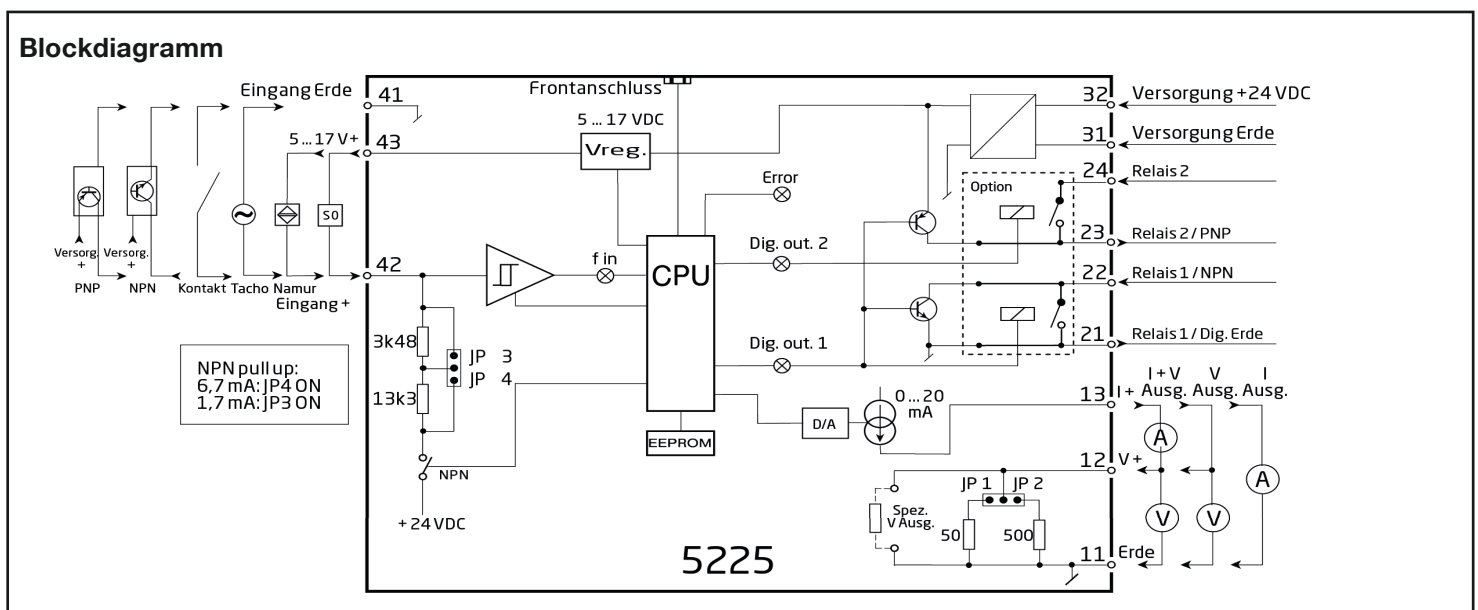 Blockdiagramm
Eingang Erde
41
Frontanschluss
32
Versorgung +24 VDC
5 ... 17 V+
43
5 ... 17 VDC
Vreg.
31
Versorgung Erde
24
Relais 2
Error
Option
S0
Versorg. +
Versorg. +
PNP
NPN
Kontakt
Tacho
Namur
Eingang +
42
f in
CPU
Dig. out. 2
23
Relais 2 / PNP
22
Relais 1 / NPN
3k48
JP 3
JP 4
13k3
NPN
+ 24 VDC
NPN pull up:
6,7 mA: JP4 ON
1,7 mA: JP3 ON
Dig. out. 1
21
Relais 1 / Dig. Erde
EEPROM
D/A
0 ... 20 mA
13
I +
I + V Ausg.
V Ausg.
I Ausg.
A
A
V
V
12
V +
JP 1
JP 2
Spez. V Ausg.
50
500
11
Erde
5225